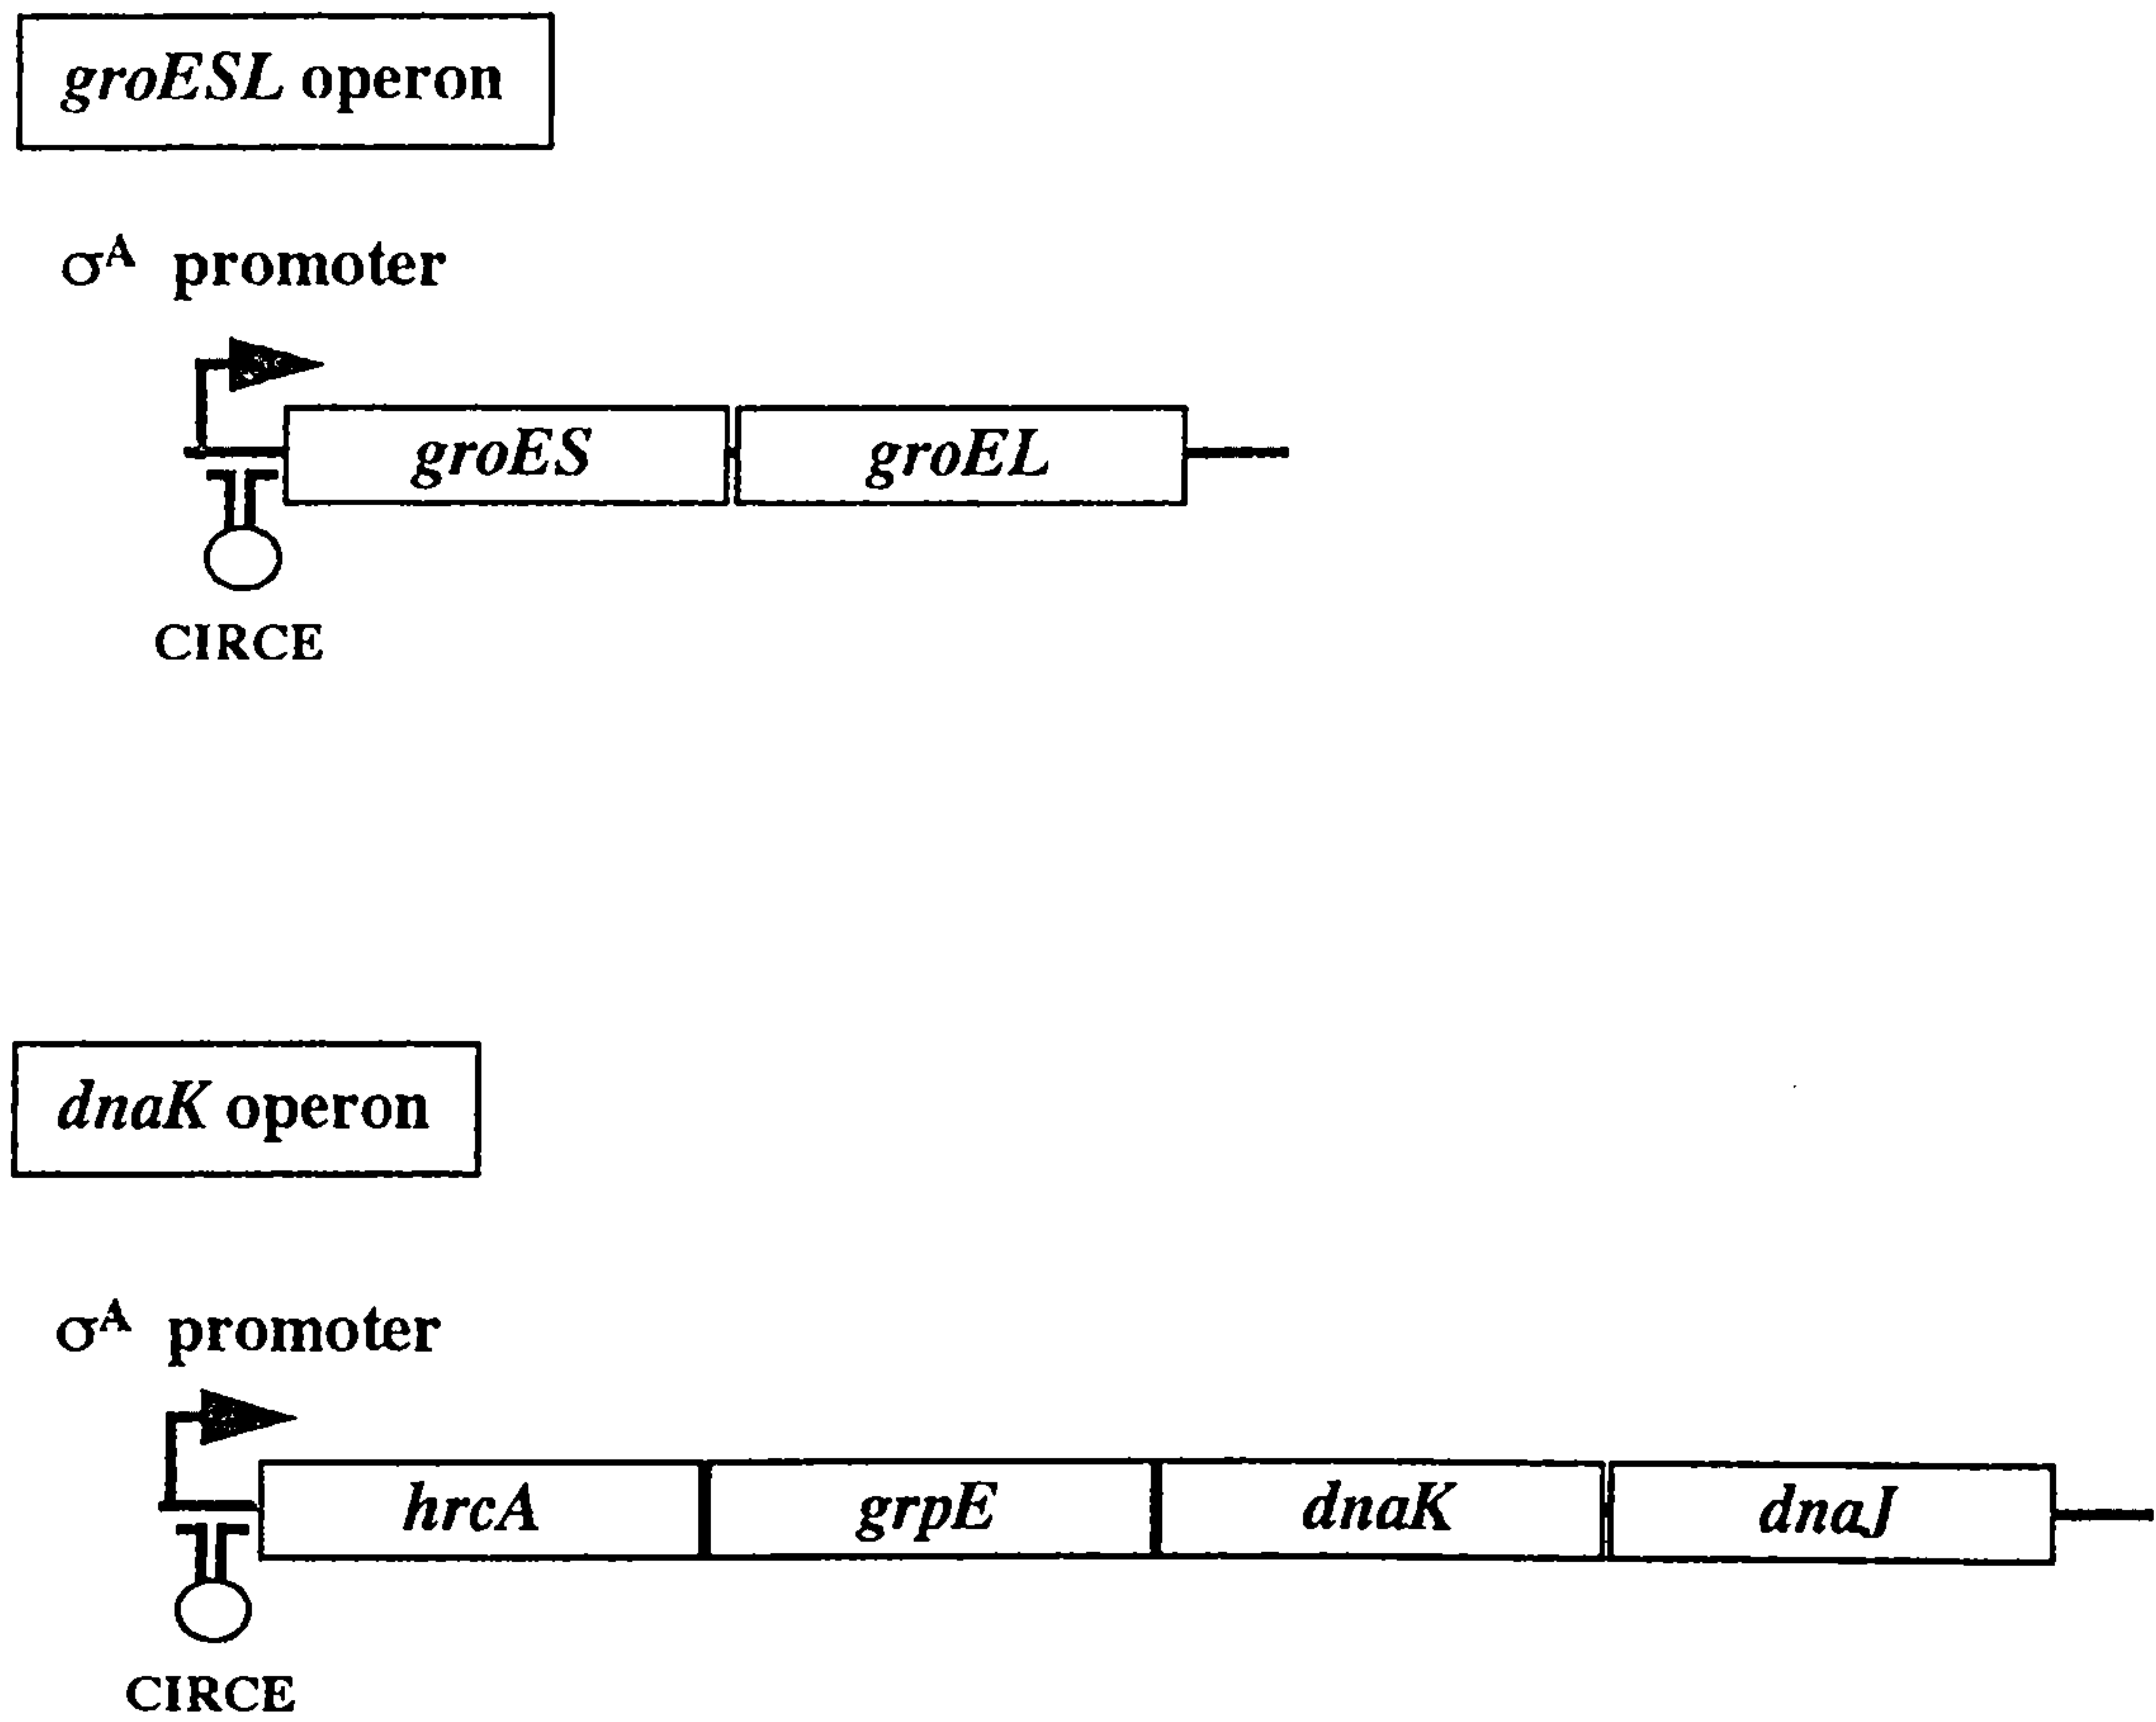 groESL operon
σᴬ promoter
groES groEL
CIRCE
dnaK operon
σᴬ promoter
hrcA grpE dnaK dnaJ
CIRCE